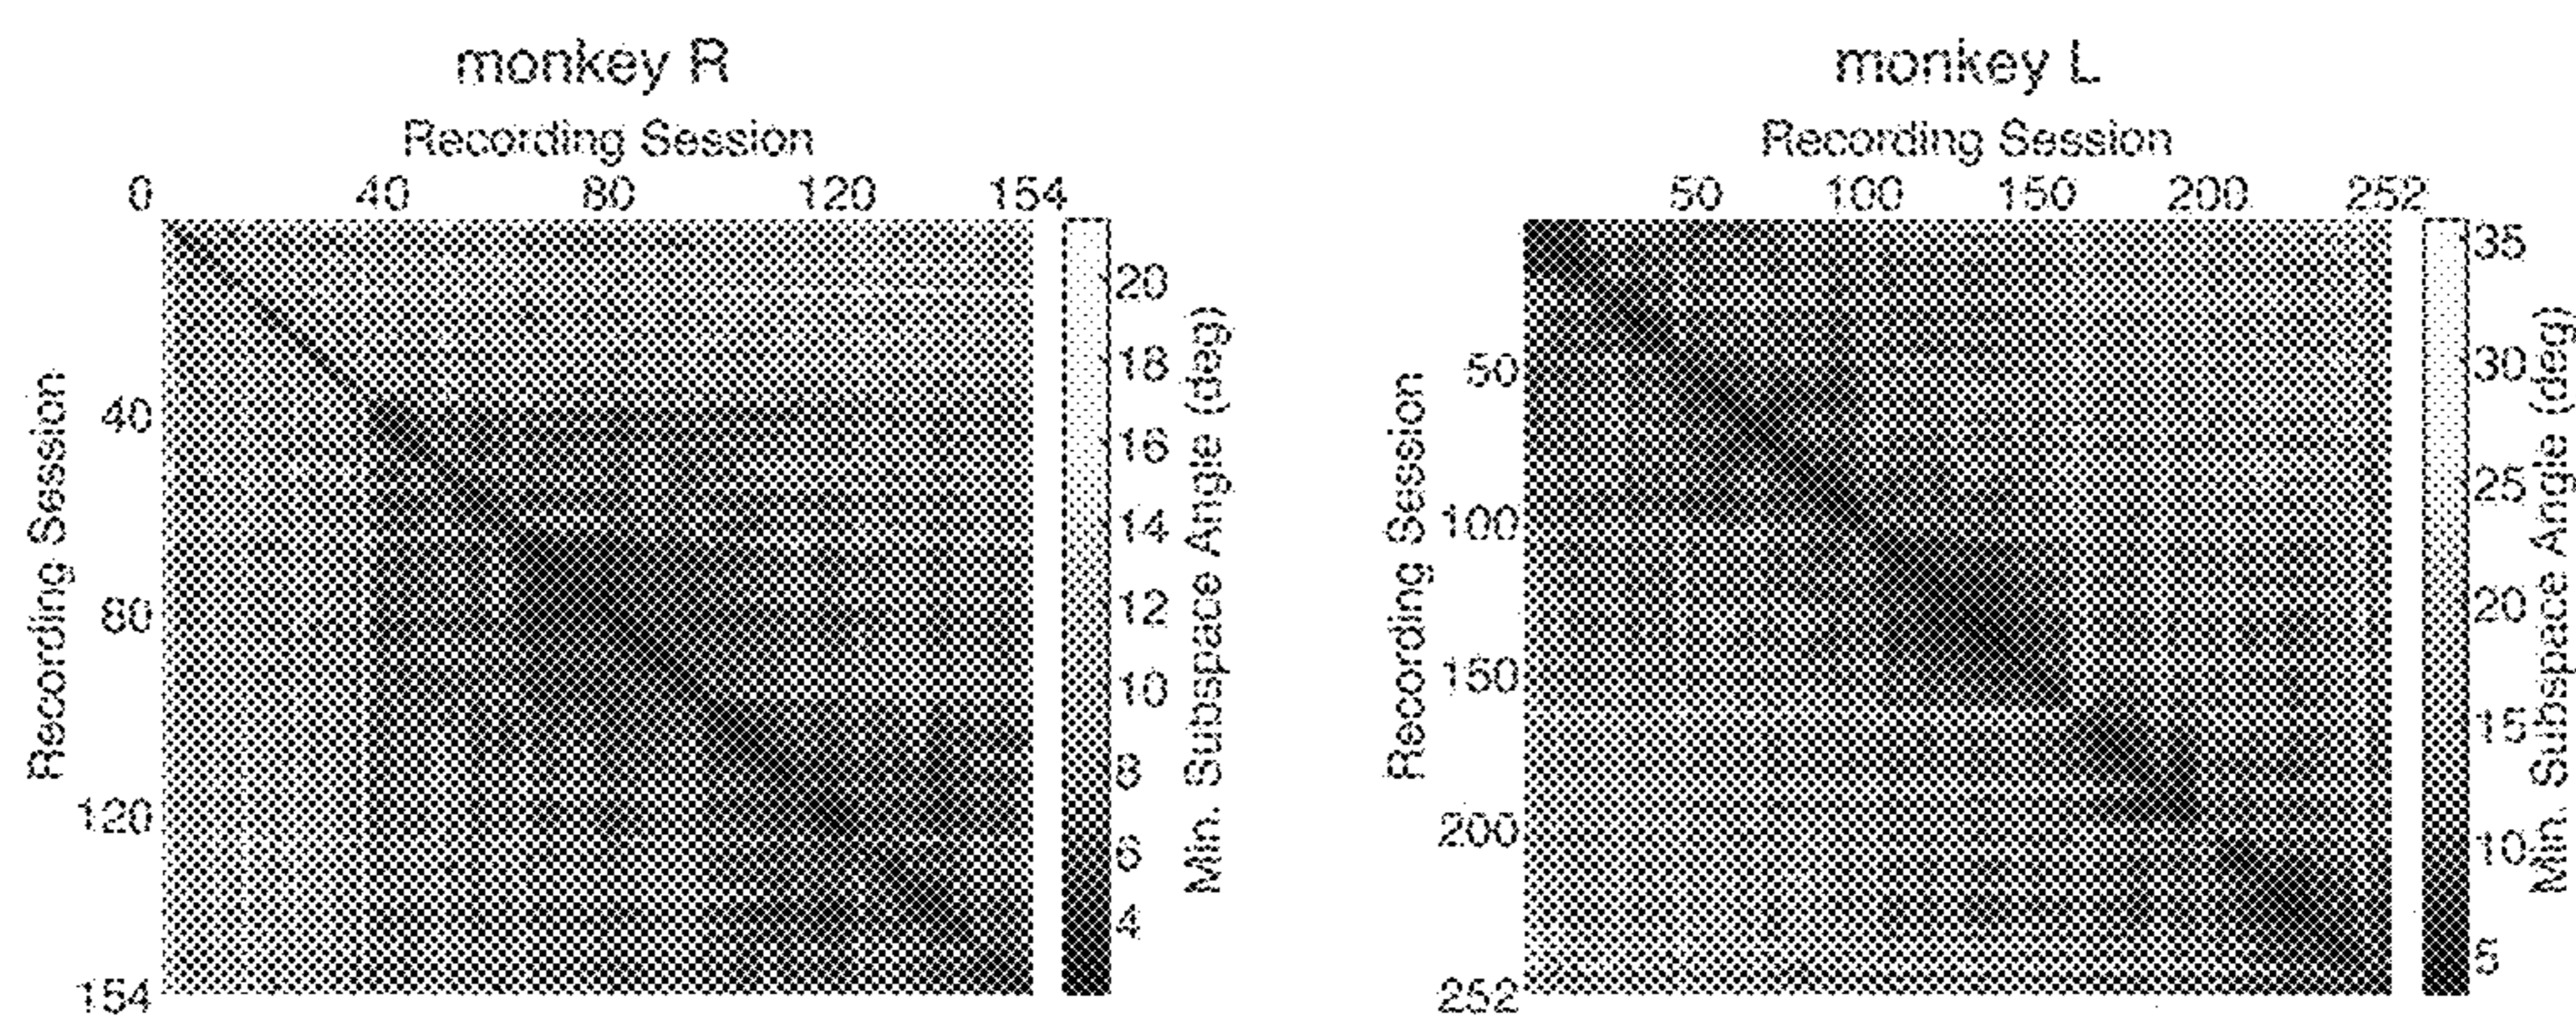 monkey R
Recording Session
0 40 80 120 154
Recording Session
40
80
120
154
20
18
16
14
12
10
8
6
4
Min. Subspace Angle (deg)
monkey L
Recording Session
50 100 150 200 252
Recording Session
50
100
150
200
252
35
30
25
20
15
10
5
Min. Subspace Angle (deg)